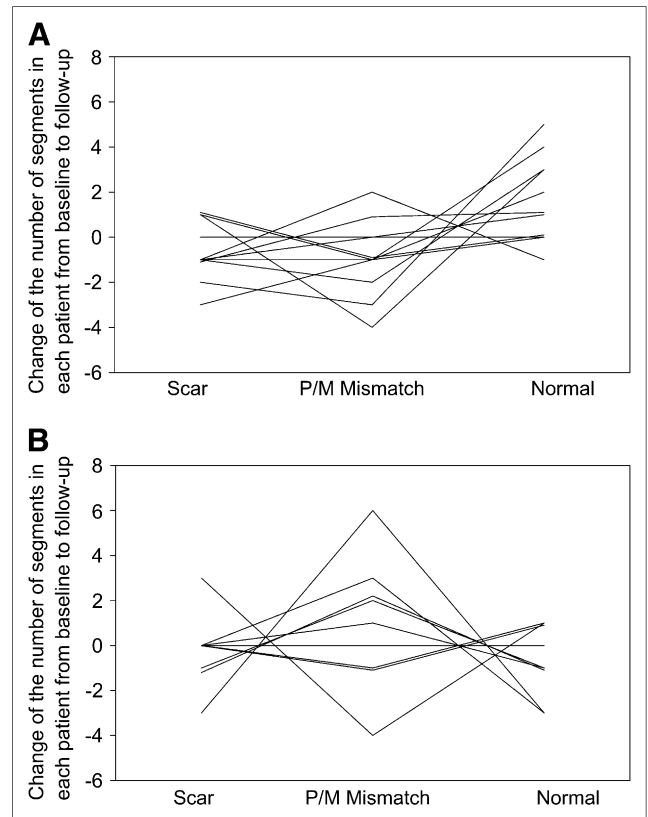 A
Change of the number of segments in
each patient from baseline to follow-up
8
6
4
2
0
-2
-4
-6
Scar P/M Mismatch Normal
B
Change of the number of segments in
each patient from baseline to follow-up
8
6
4
2
0
-2
-4
-6
Scar P/M Mismatch Normal